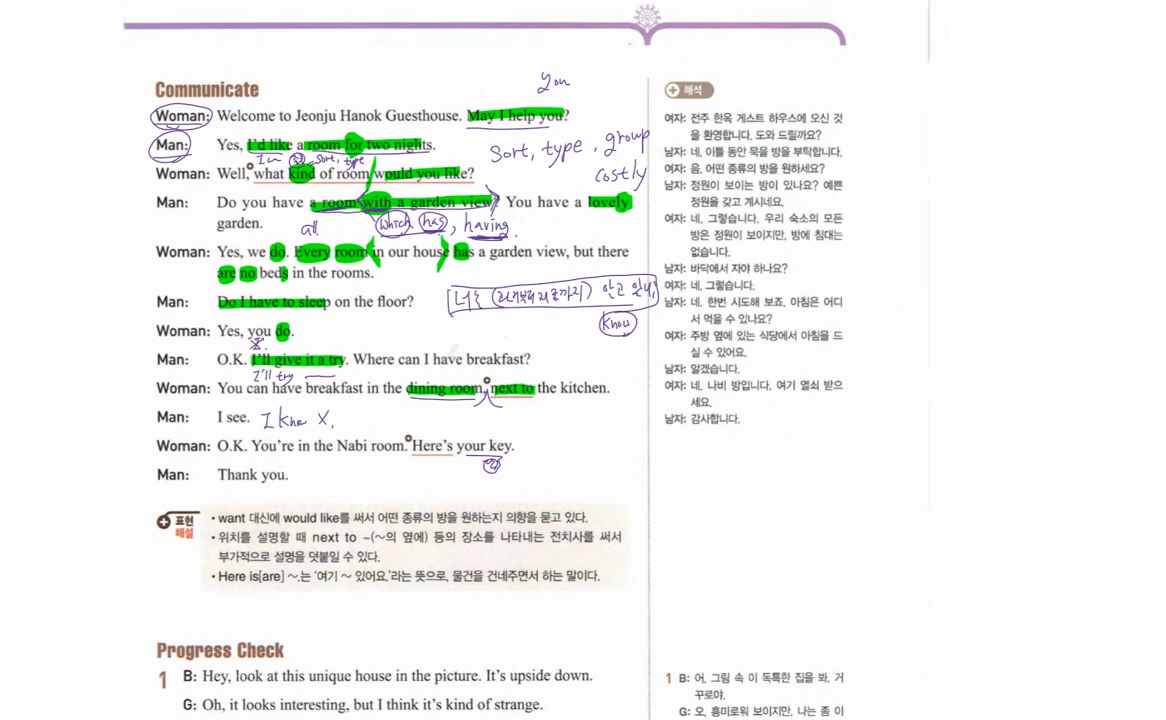 Communicate
you
Woman: Welcome to Jeonju Hanok Guesthouse. May I help you?
Man: Yes, I'd like a room for two nights.
sort, type
Sort, type, group
Woman: Well, what kind of room would you like?
costly
Man: Do you have a room with a garden view? You have a lovely
garden.
all which has, having.
Woman: Yes, we do. Every room in our house has a garden view, but there
are no beds in the rooms.
Man: Do I have to sleep on the floor?
know
Woman: Yes, you do.
Man: O.K. I'll give it a try. Where can I have breakfast?
I'll try
Woman: You can have breakfast in the dining room next to the kitchen.
Man: I see. I know X.
Woman: O.K. You're in the Nabi room. Here's your key.
Man: Thank you.
표현
해설
• want 대신에 would like를 써서 어떤 종류의 방을 원하는지 의향을 묻고 있다.
• 위치를 설명할 때 next to ~(~의 옆에) 등의 장소를 나타내는 전치사를 써서
부가적으로 설명을 덧붙일 수 있다.
• Here is[are] ~.는 '여기 ~ 있어요.'라는 뜻으로, 물건을 건네주면서 하는 말이다.
Progress Check
1 B: Hey, look at this unique house in the picture. It's upside down.
G: Oh, it looks interesting, but I think it's kind of strange.
해석
여자: 전주 한옥 게스트 하우스에 오신 것
을 환영합니다. 도와 드릴까요?
남자: 네, 이틀 동안 묵을 방을 부탁합니다.
여자: 음, 어떤 종류의 방을 원하세요?
남자: 정원이 보이는 방이 있나요? 예쁜
정원을 갖고 계시네요.
여자: 네, 그렇습니다. 우리 숙소의 모든
방은 정원이 보이지만, 방에 침대는
없습니다.
남자: 바닥에서 자야 하나요?
여자: 네, 그렇습니다.
남자: 네, 한번 시도해 보죠. 아침은 어디
서 먹을 수 있나요?
여자: 주방 옆에 있는 식당에서 아침을 드
실 수 있어요.
남자: 알겠습니다.
여자: 네, 나비 방입니다. 여기 열쇠 받으
세요.
남자: 감사합니다.
1 B: 어, 그림 속 이 독특한 집을 봐. 거
꾸로야.
G: 오, 흥미로워 보이지만, 나는 좀 이